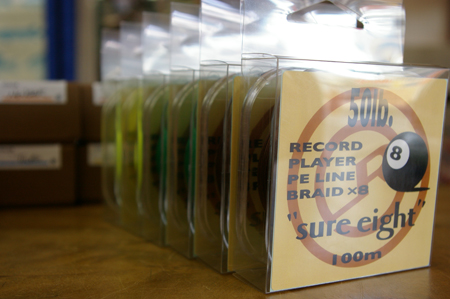 50lb.
RECORD
PLAYER
PE LINE
BRAID ×8
8
"sure eight"
100m